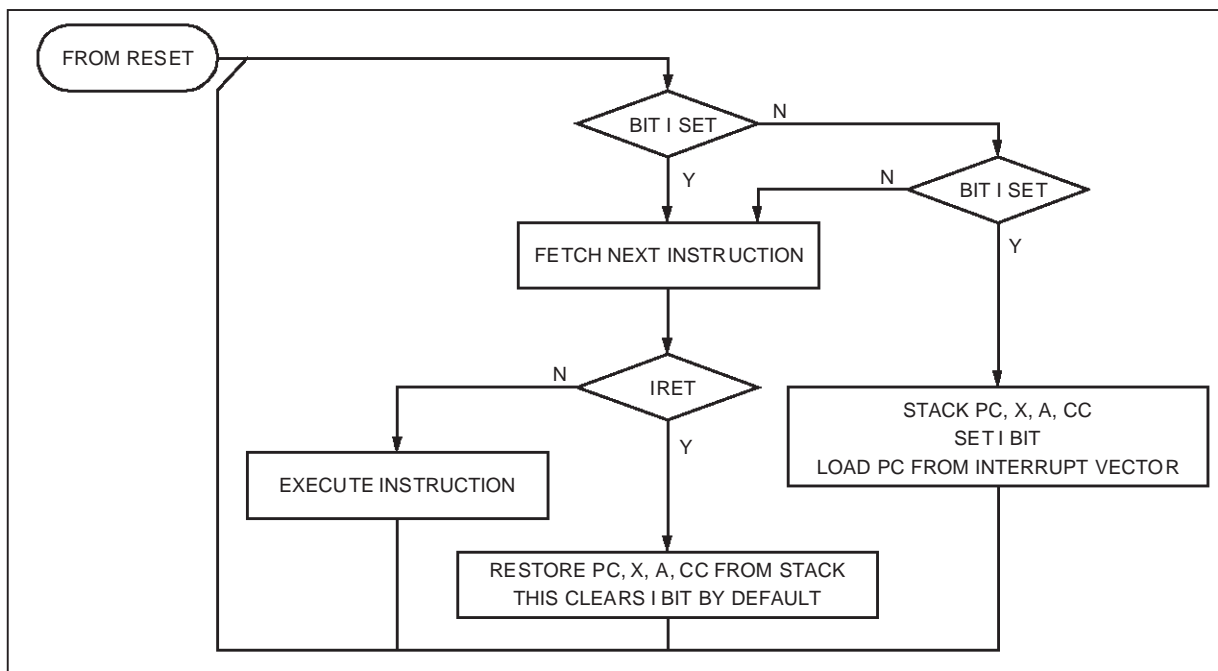 FROM RESET
BIT I SET
N
Y
N
BIT I SET
Y
FETCH NEXT INSTRUCTION
N
IRET
Y
STACK PC, X, A, CC
SET I BIT
LOAD PC FROM INTERRUPT VECTOR
EXECUTE INSTRUCTION
RESTORE PC, X, A, CC FROM STACK
THIS CLEARS I BIT BY DEFAULT